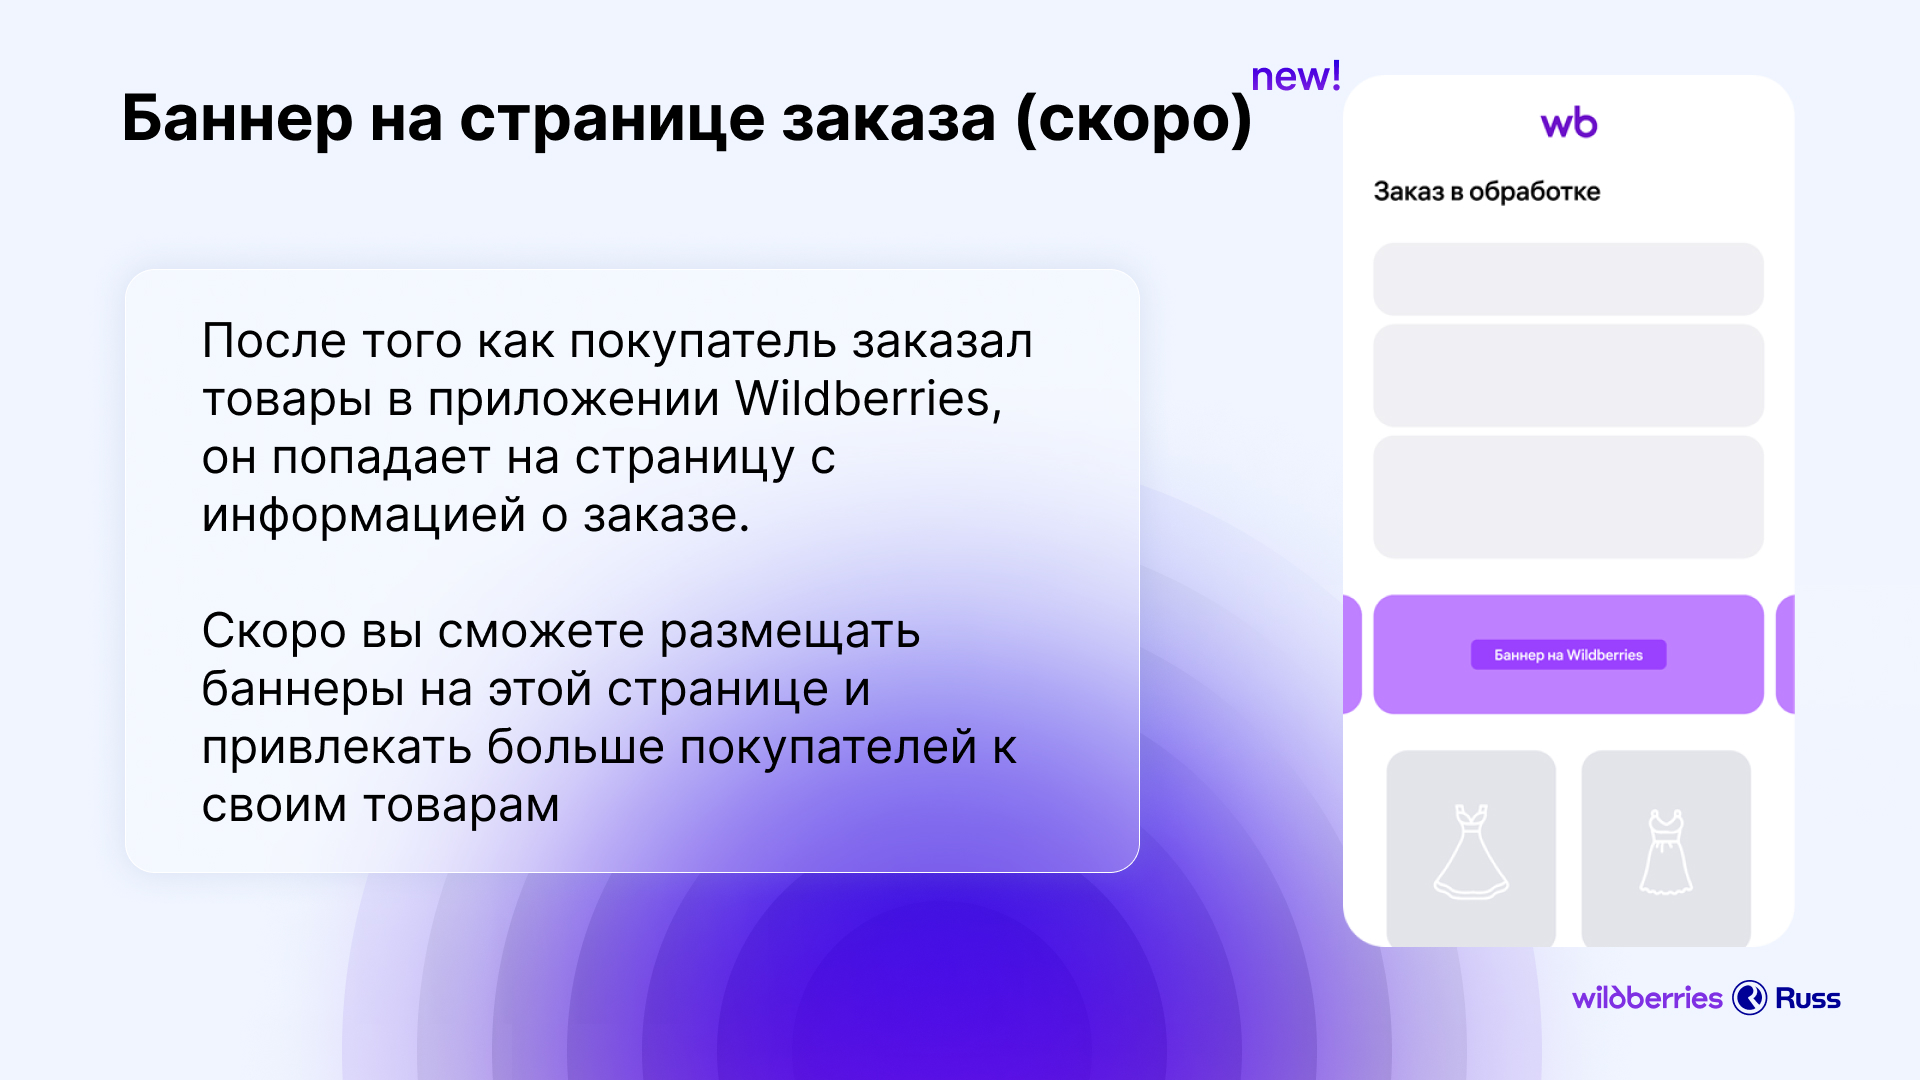 new!
Баннер на странице заказа (скоро)
После того как покупатель заказал
товары в приложении Wildberries,
он попадает на страницу с
информацией о заказе.
Скоро вы сможете размещать
баннеры на этой странице и
привлекать больше покупателей к
своим товарам
wb
Заказ в обработке
Баннер на Wildberries
wildberries Russ